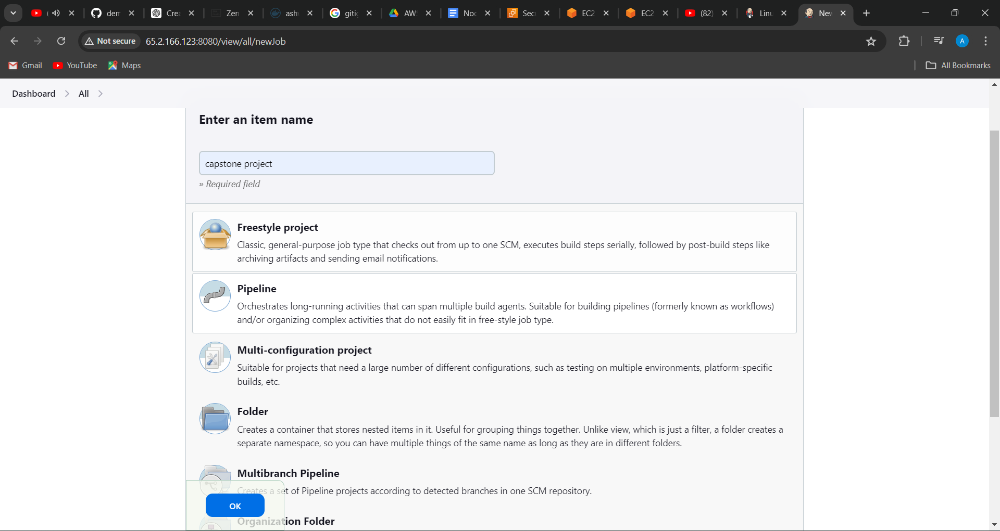 den
Crea
Zen
ash
giti
AW
Noc
Sec
EC2
EC2
(82)
Linu
New
Not secure
65.2.166.123:8080/view/all/newJob
A
Gmail
YouTube
Maps
All Bookmarks
Dashboard
All
Enter an item name
capstone project
» Required field
Freestyle project
Classic, general-purpose job type that checks out from up to one SCM, executes build steps serially, followed by post-build steps like
archiving artifacts and sending email notifications.
Pipeline
Orchestrates long-running activities that can span multiple build agents. Suitable for building pipelines (formerly known as workflows)
and/or organizing complex activities that do not easily fit in free-style job type.
Multi-configuration project
Suitable for projects that need a large number of different configurations, such as testing on multiple environments, platform-specific
builds, etc.
Folder
Creates a container that stores nested items in it. Useful for grouping things together. Unlike view, which is just a filter, a folder creates a
separate namespace, so you can have multiple things of the same name as long as they are in different folders.
Multibranch Pipeline
Creates a set of Pipeline projects according to detected branches in one SCM repository.
OK
Organization Folder